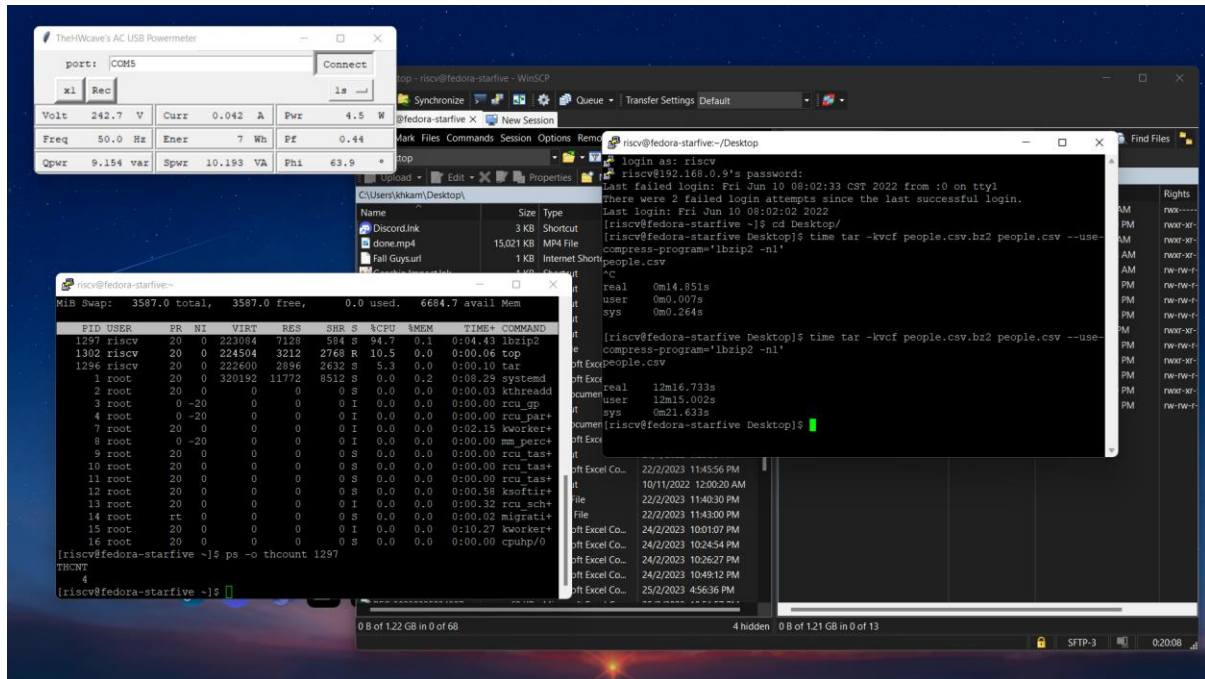 TheHWcave's AC USB Powermeter
port: COM5 Connect
x1 Rec 1s
Volt 242.7 V Curr 0.042 A Pwr 4.5 W
Freq 50.0 Hz Ener 7 Wh Pf 0.44
Qpwr 9.154 var Spwr 10.193 VA Phi 63.9 °
top - riscv@fedora-starfive - WinSCP
Synchronize Queue Transfer Settings Default
@fedora-starfive × New Session
Mark Files Commands Session Options
Find Files
Upload Edit Properties
C:\Users\khkam\Desktop\
Name Size Type
Rights
Discord.lnk 3 KB Shortcut
done.mp4 15,021 KB MP4 File
Fall Guys.url 1 KB Internet
riscv@fedora-starfive:~/Desktop
login as: riscv
riscv@192.168.0.9's password:
Last failed login: Fri Jun 10 08:02:33 CST 2022 from :0 on tty1
There were 2 failed login attempts since the last successful login.
Last login: Fri Jun 10 08:02:02 2022
[riscv@fedora-starfive ~]$ cd Desktop/
[riscv@fedora-starfive Desktop]$ time tar -kvcf people.csv.bz2 people.csv --use-
compress-program='lbzip2 -n1'
people.csv
^C
real 0m14.851s
user 0m0.007s
sys 0m0.264s
[riscv@fedora-starfive Desktop]$ time tar -kvcf people.csv.bz2 people.csv --use-
compress-program='lbzip2 -n1'
people.csv
real 12m16.733s
user 12m15.002s
sys 0m21.633s
[riscv@fedora-starfive Desktop]$
riscv@fedora-starfive:~
MiB Swap: 3587.0 total, 3587.0 free, 0.0 used. 6684.7 avail Mem
PID USER PR NI VIRT RES SHR S %CPU %MEM TIME+ COMMAND
1297 riscv 20 0 223084 7128 584 S 94.7 0.1 0:04.43 lbzip2
1302 riscv 20 0 224504 3212 2768 R 10.5 0.0 0:00.06 top
1296 riscv 20 0 222600 2896 2632 S 5.3 0.0 0:00.10 tar
1 root 20 0 320192 11772 8512 S 0.0 0.2 0:08.29 systemd
2 root 20 0 0 0 0 S 0.0 0.0 0:00.03 kthreadd
3 root 0 -20 0 0 0 I 0.0 0.0 0:00.00 rcu_gp
4 root 0 -20 0 0 0 I 0.0 0.0 0:00.00 rcu_par+
7 root 20 0 0 0 0 I 0.0 0.0 0:02.15 kworker+
8 root 0 -20 0 0 0 I 0.0 0.0 0:00.00 mm_perc+
9 root 20 0 0 0 0 S 0.0 0.0 0:00.00 rcu_tas+
10 root 20 0 0 0 0 S 0.0 0.0 0:00.00 rcu_tas+
11 root 20 0 0 0 0 S 0.0 0.0 0:00.00 rcu_tas+
12 root 20 0 0 0 0 S 0.0 0.0 0:00.58 ksoftir+
13 root 20 0 0 0 0 I 0.0 0.0 0:00.32 rcu_sch+
14 root rt 0 0 0 0 S 0.0 0.0 0:00.02 migrati+
15 root 20 0 0 0 0 I 0.0 0.0 0:10.27 kworker+
16 root 20 0 0 0 0 S 0.0 0.0 0:00.00 cpuhp/0
[riscv@fedora-starfive ~]$ ps -o thcount 1297
THCNT
4
[riscv@fedora-starfive ~]$
22/2/2023 11:45:56 PM
10/11/2022 12:00:20 AM
File 22/2/2023 11:40:30 PM
File 22/2/2023 11:43:00 PM
oft Excel Co... 24/2/2023 10:01:07 PM
oft Excel Co... 24/2/2023 10:24:54 PM
oft Excel Co... 24/2/2023 10:26:27 PM
oft Excel Co... 24/2/2023 10:49:12 PM
oft Excel Co... 25/2/2023 4:56:36 PM
0 B of 1.22 GB in 0 of 68 4 hidden 0 B of 1.21 GB in 0 of 13
SFTP-3 0:20:08